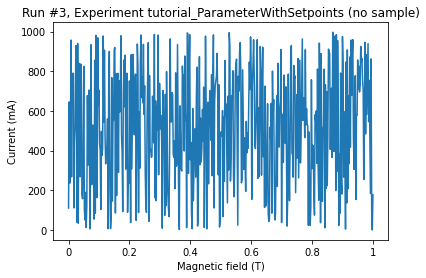 Run #3, Experiment tutorial_ParameterWithSetpoints (no sample)
1000
800
600
400
200
0
Current (mA)
0 0.2 0.4 0.6 0.8 1
Magnetic field (T)